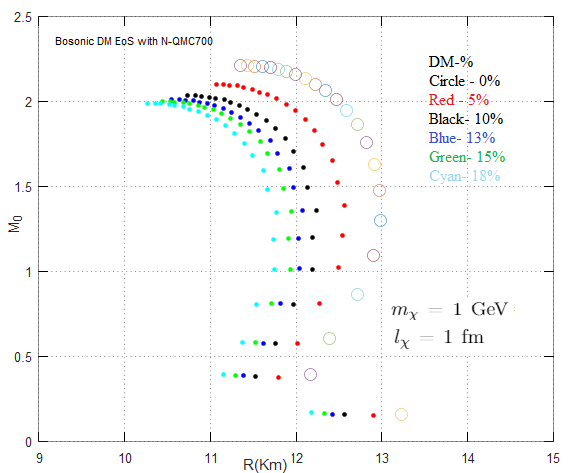 2.5
Bosonic DM EoS with N-QMC700
DM-%
Circle - 0%
Red - 5%
Black- 10%
Blue- 13%
Green- 15%
Cyan- 18%
2
1.5
M0
1
mχ = 1 GeV
lχ = 1 fm
0.5
0
9 10 11 12 13 14 15
R(Km)